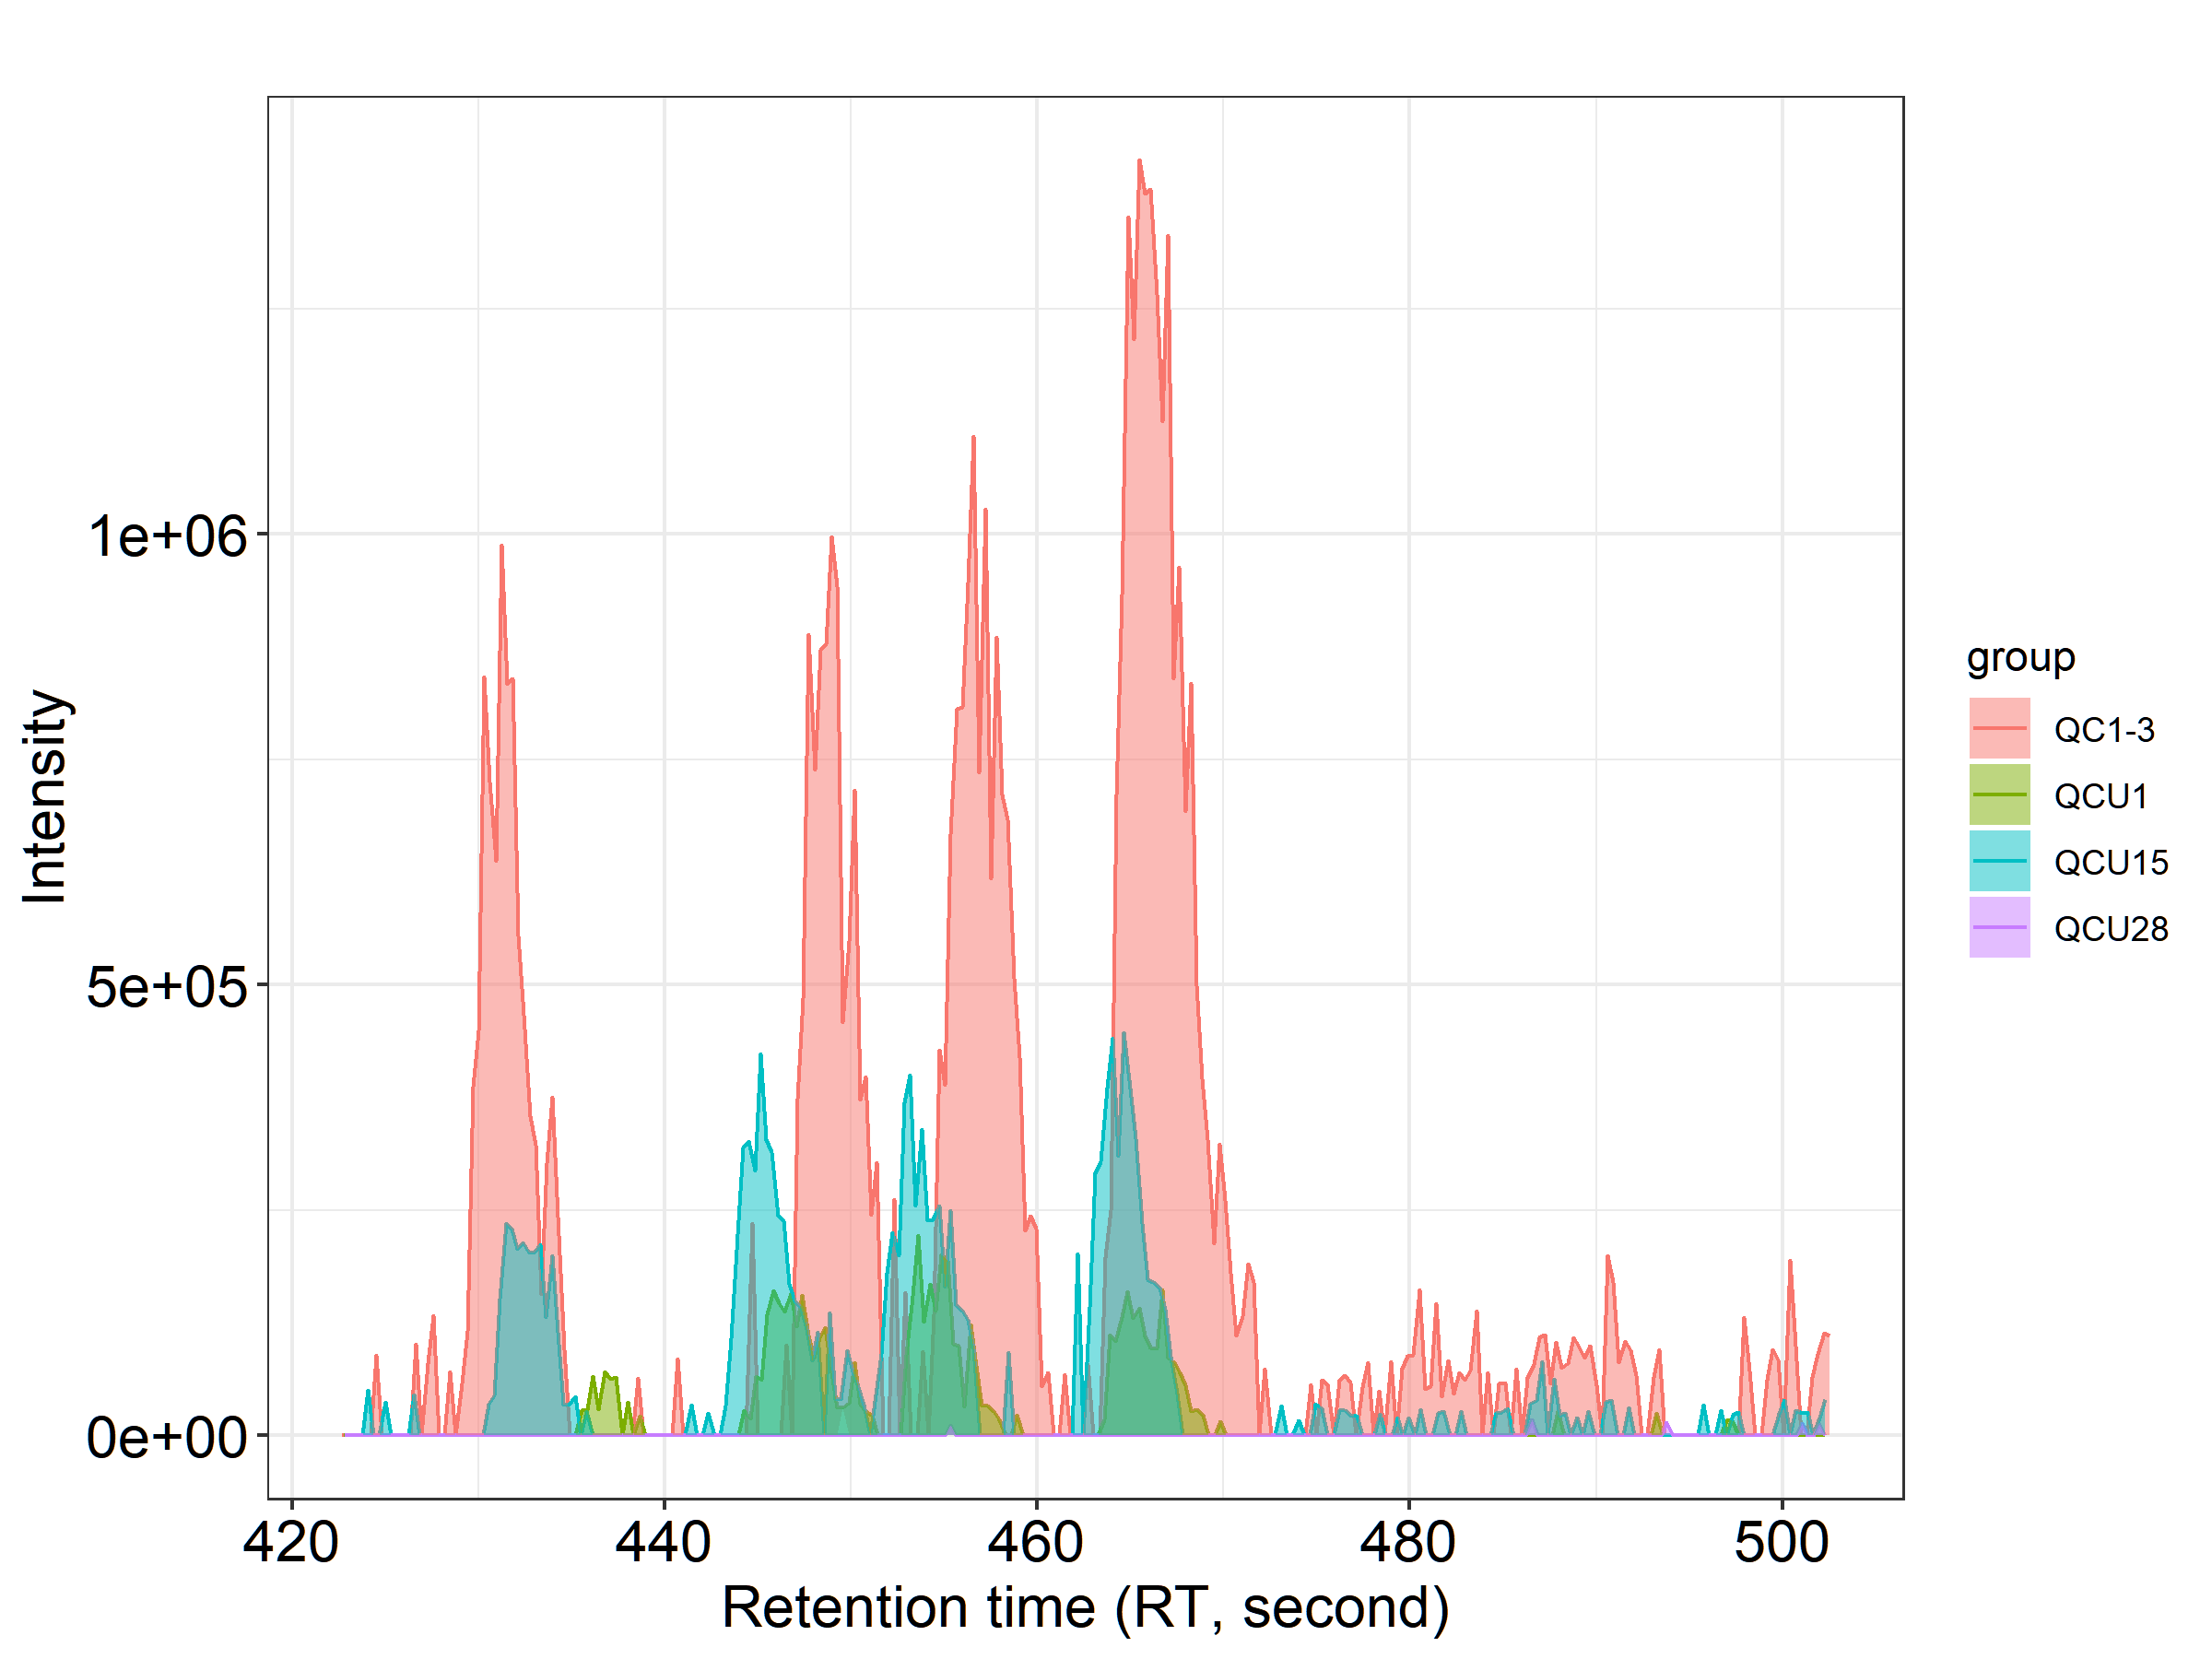 Intensity
1e+06
5e+05
0e+00
420 440 460 480 500
Retention time (RT, second)
group
QC1-3
QCU1
QCU15
QCU28